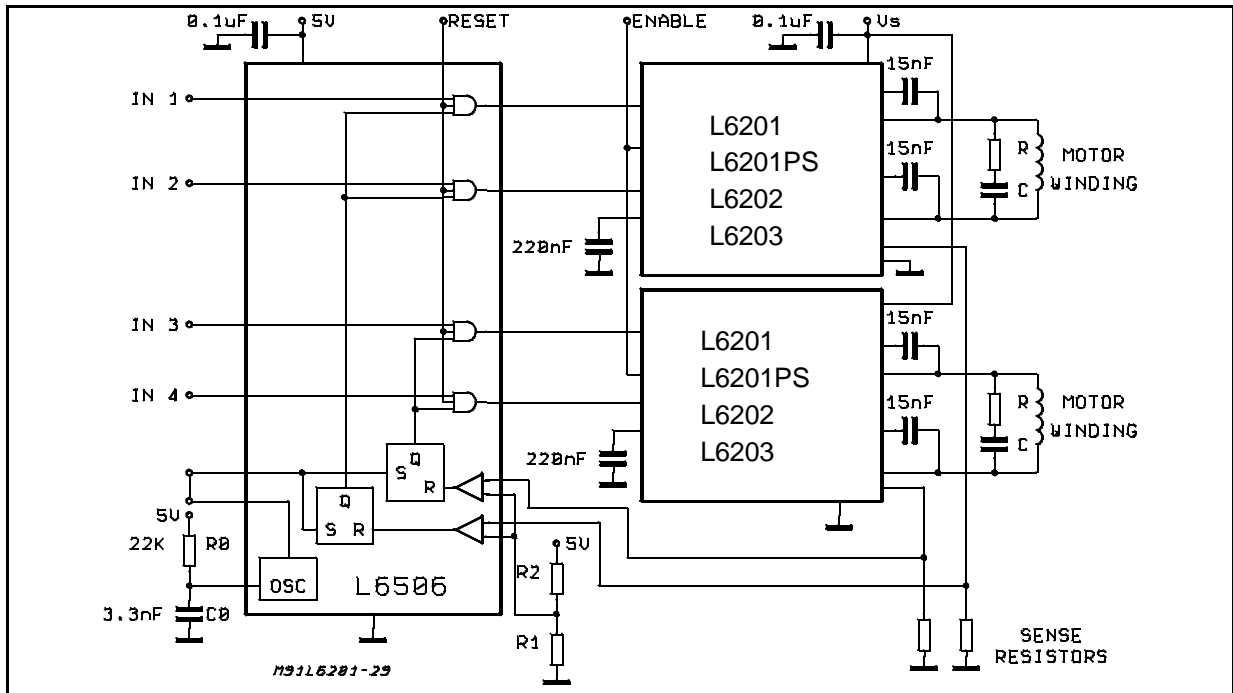 0.1uF 5V RESET ENABLE 0.1uF Vs
15nF
IN 1
L6201
L6201PS
L6202
L6203
15nF
R
C
MOTOR
WINDING
IN 2
220nF
IN 3
15nF
L6201
L6201PS
L6202
L6203
IN 4
15nF
R
C
MOTOR
WINDING
220nF
Q
S R
Q
S R
5V
22K R0
OSC
L6506
5V
R2
3.3nF C0
R1
SENSE
RESISTORS
M91L6201-29